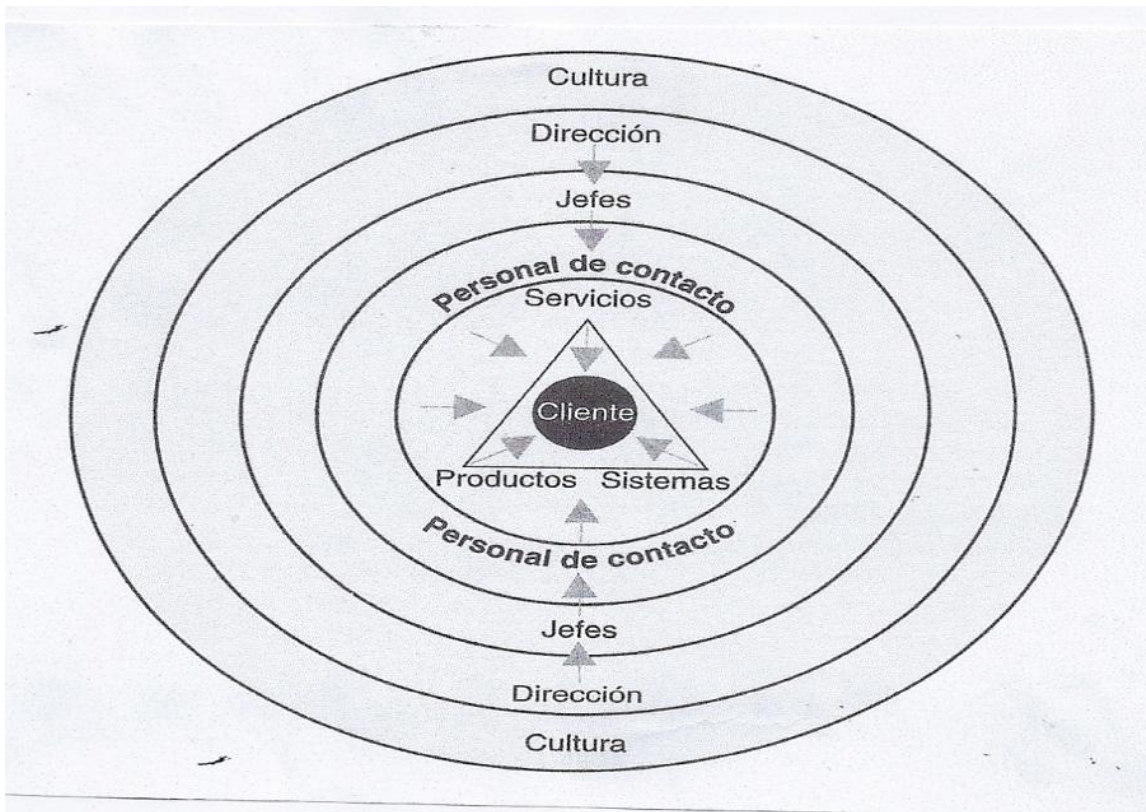 Cultura
Dirección
Jefes
Personal de contacto
Servicios
Cliente
Productos Sistemas
Personal de contacto
Jefes
Dirección
Cultura